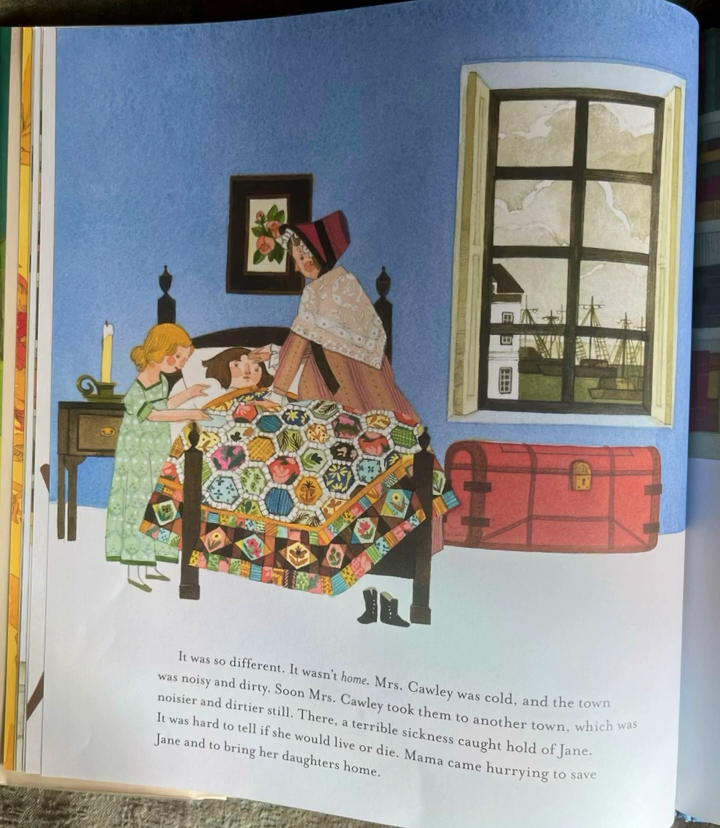 It was so different. It wasn't home. Mrs. Cawley was cold, and the town
was noisy and dirty. Soon Mrs. Cawley took them to another town, which was
noisier and dirtier still. There, a terrible sickness caught hold of Jane.
It was hard to tell if she would live or die. Mama came hurrying to save
Jane and to bring her daughters home.